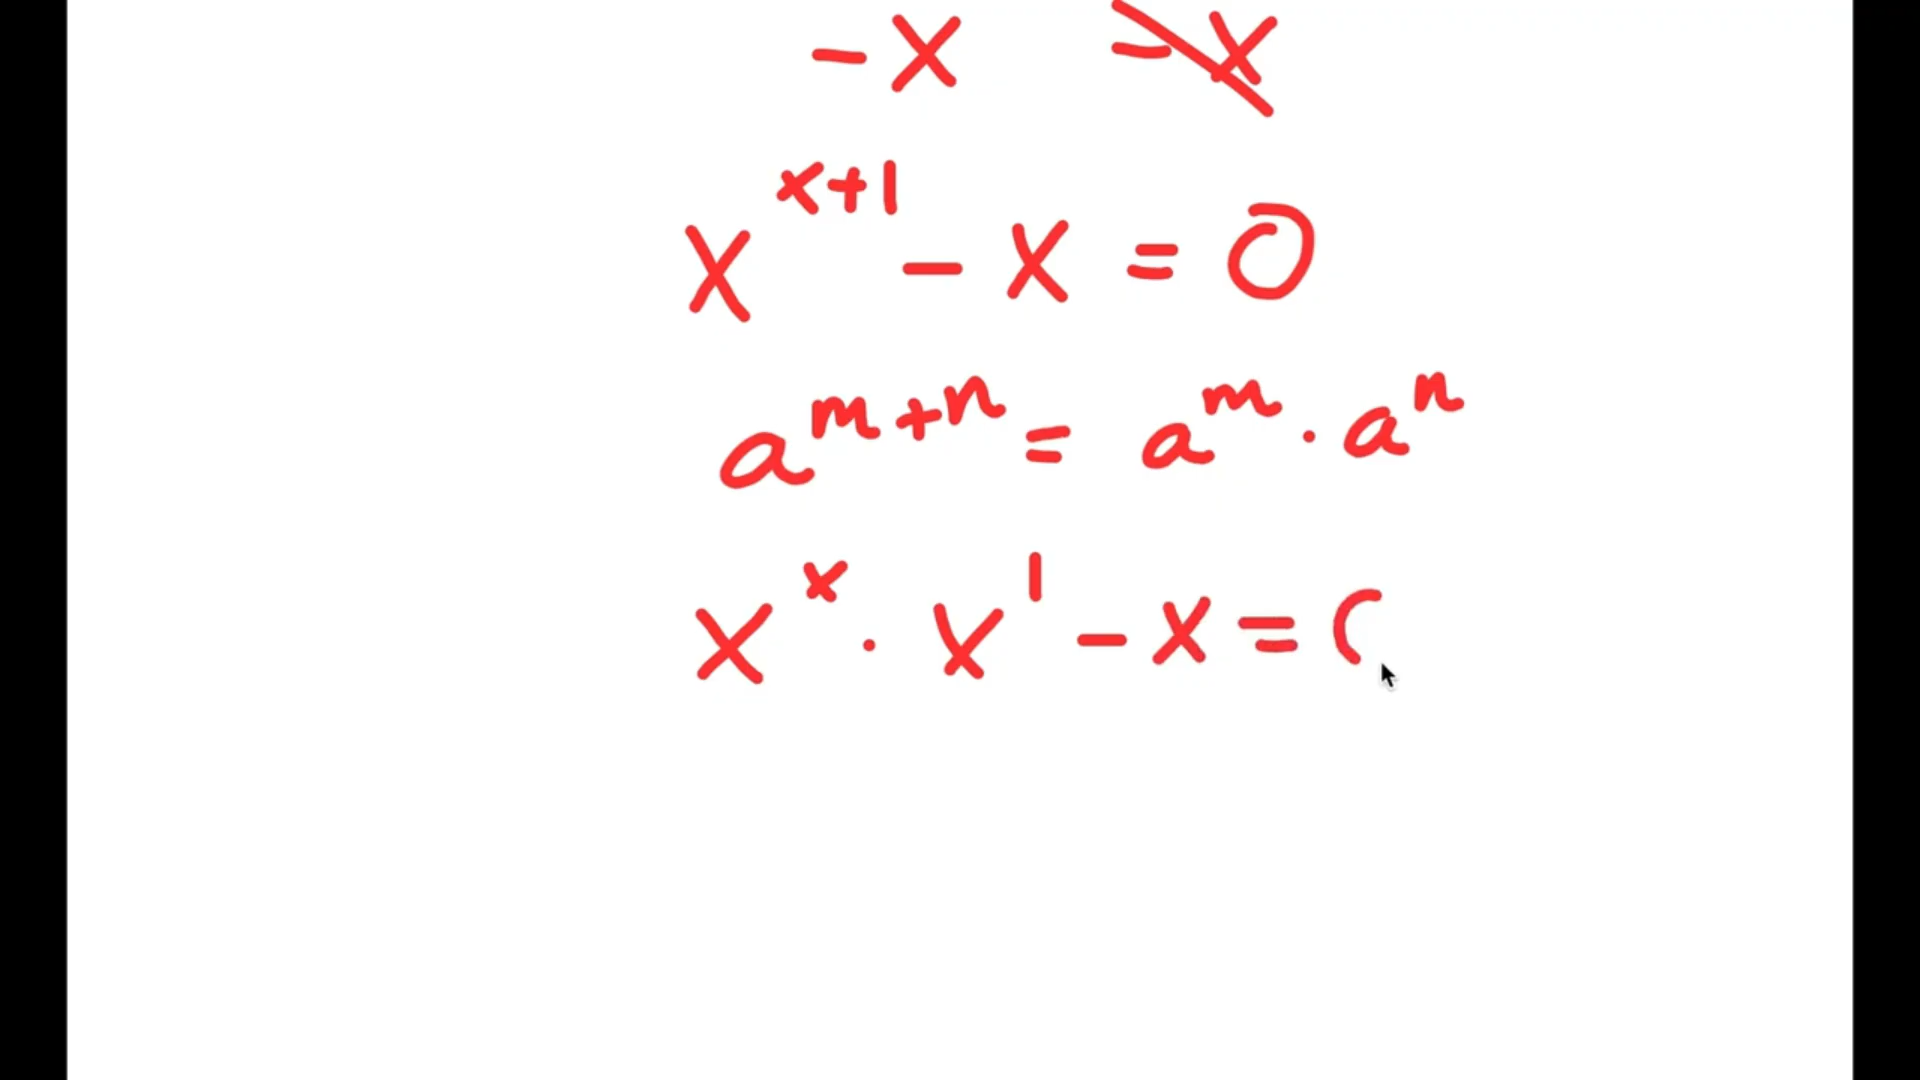 -x -x
x^{x+1} - x = 0
a^{m+n} = a^m · a^n
x^x · x^1 - x =